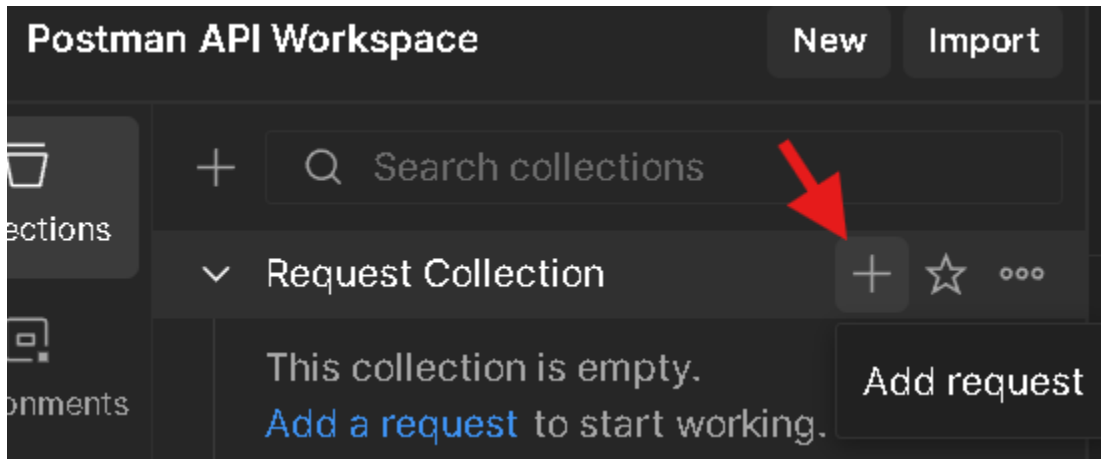 Postman API Workspace
New
Import
Search collections
ections
Request Collection
This collection is empty.
Add a request to start working.
Add request
onments